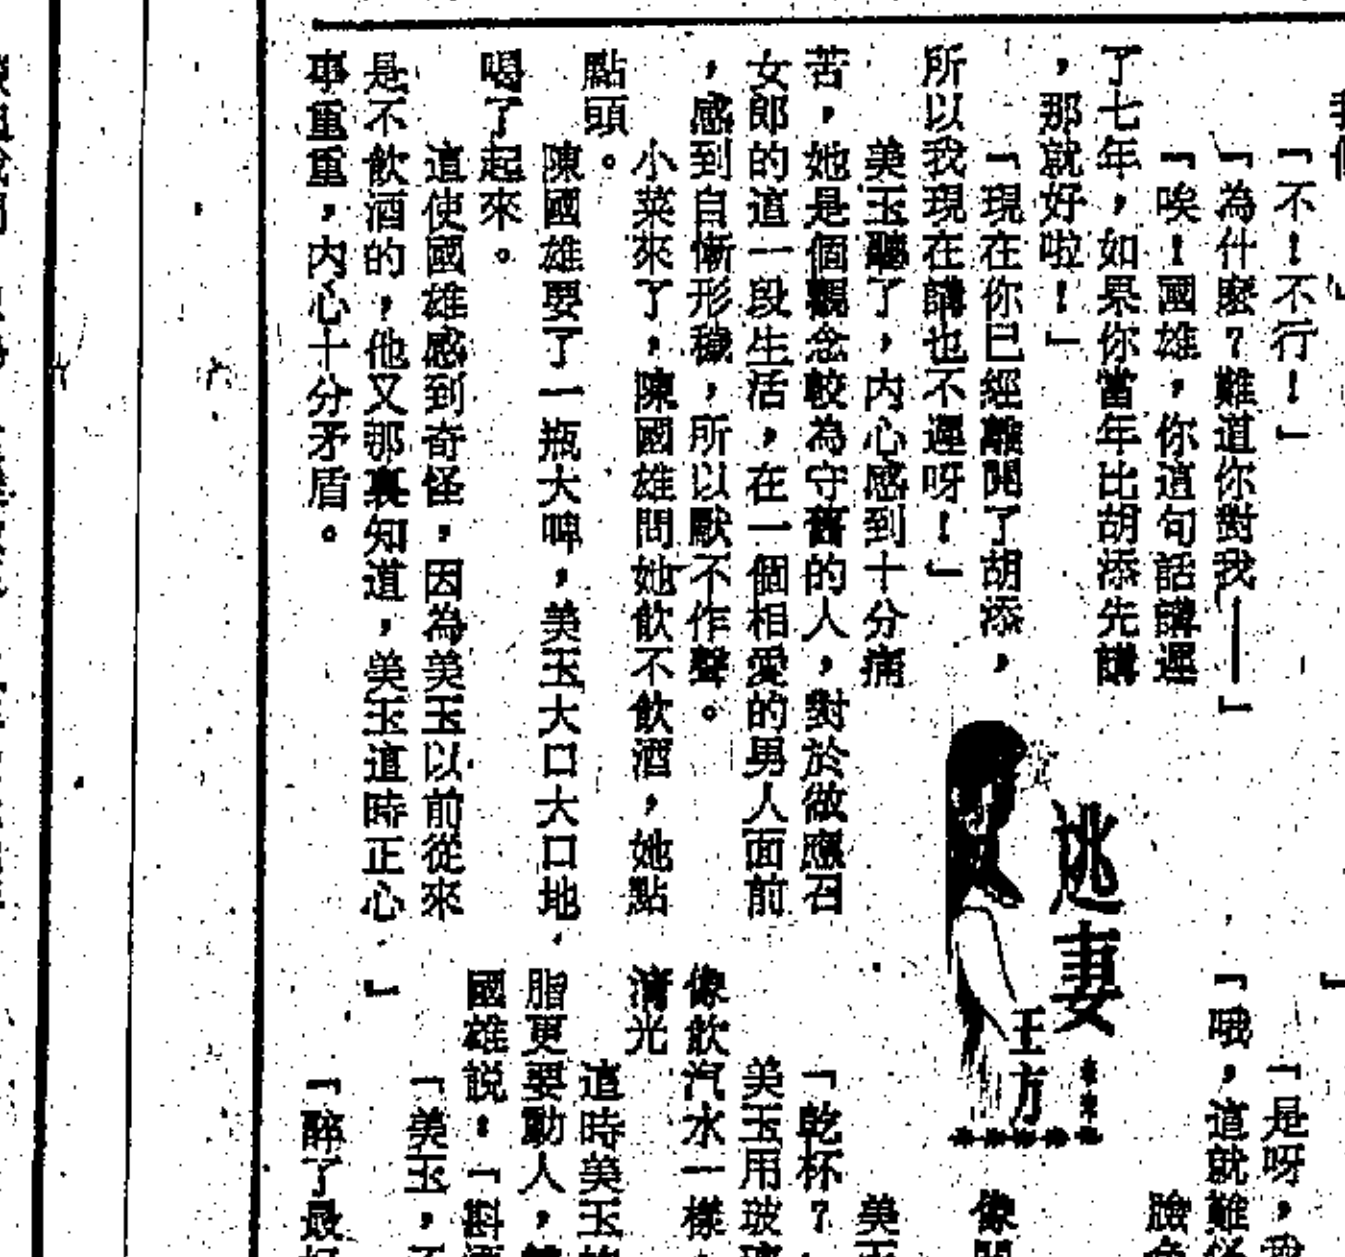 「不！不行！」
「為什麼？難道你對我——」
「唉！國雄，你這句話講遲
了七年，如果你當年比胡添先講
，那就好啦！」
「現在你已經離開了胡添，
所以我現在講也不遲呀！」
美玉聽了，內心感到十分痛
苦，她是個觀念較為守舊的人，對於做應召
女郎的這一段生活，在一個相愛的男人面前
，感到自慚形穢，所以默不作聲。
小菜來了，陳國雄問她飲不飲酒，她點
點頭。
陳國雄要了一瓶大啤，美玉大口大口地
喝了起來。
這使國雄感到奇怪，因為美玉以前從來
是不飲酒的，他又那裏知道，美玉這時正心
事重重，內心十分矛盾。
逃妻
王方
「是呀，我
「哦，這就難
臉
像
美玉
「乾杯？
美玉用玻
像飲汽水一樣
清光
這時美玉
脂更要動人，
國雄說：「斟酒
「美玉，不
」
「醉了最好